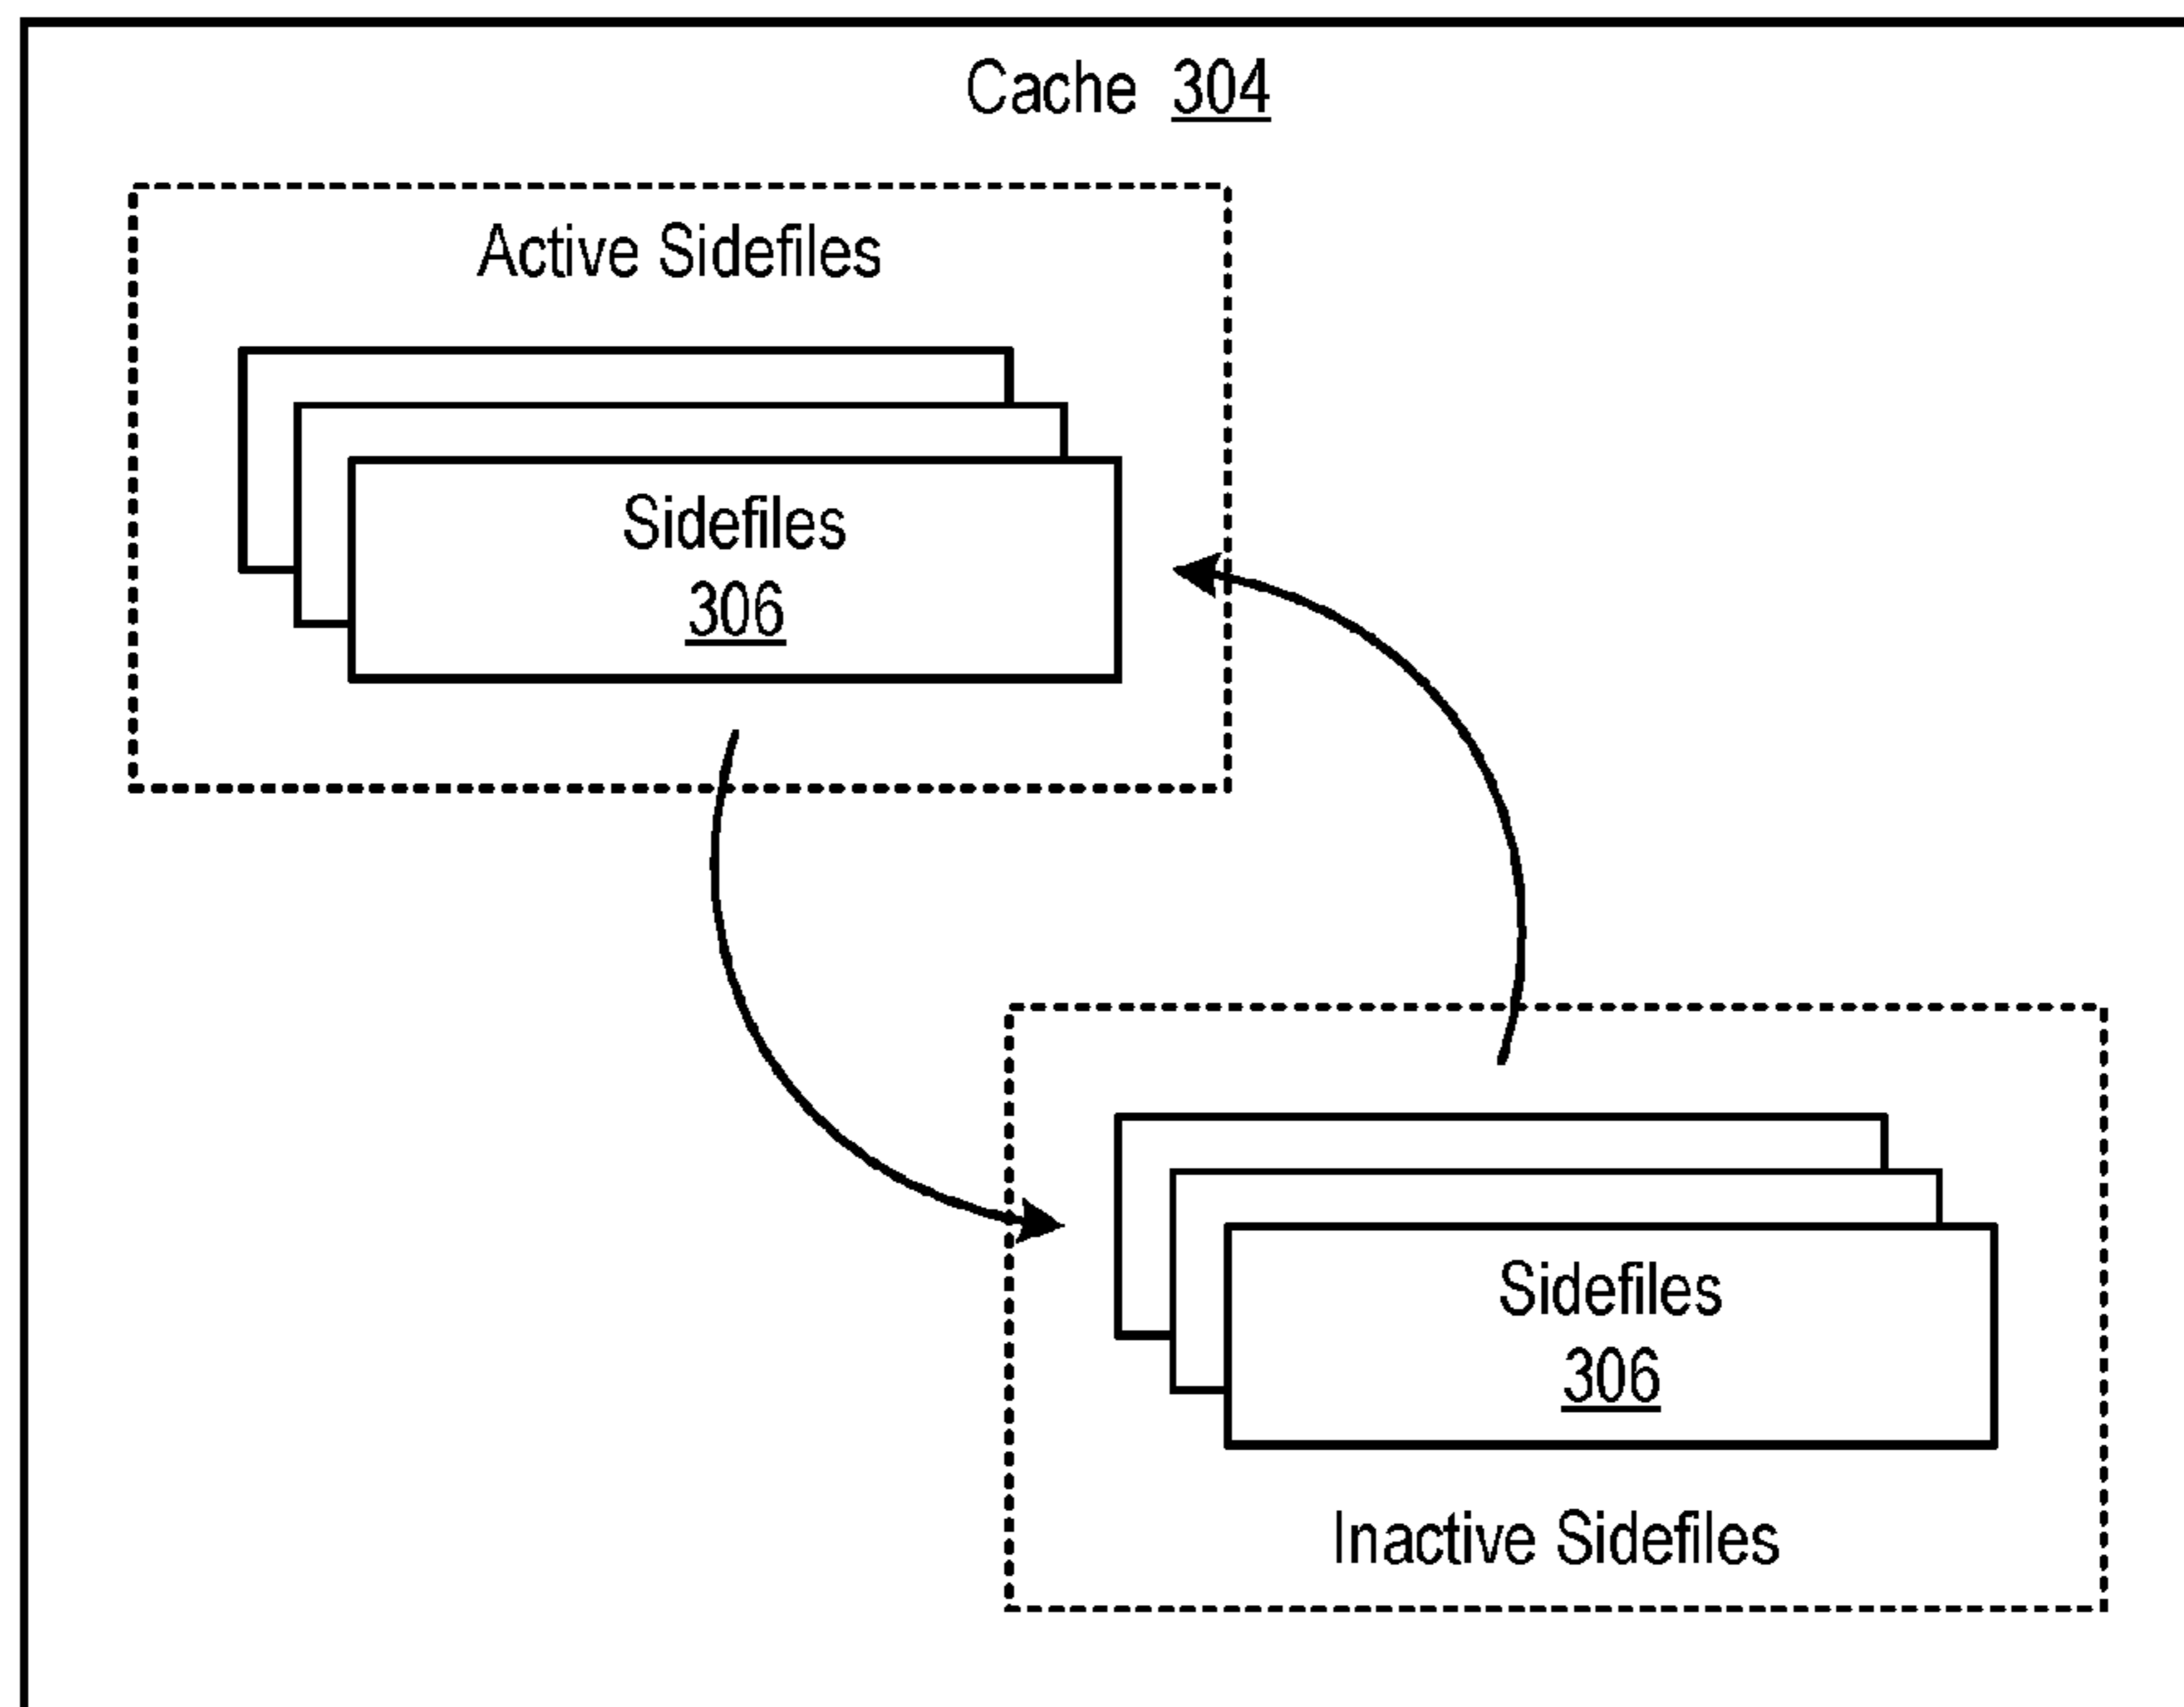 Cache 304
Active Sidefiles
Sidefiles
306
Sidefiles
306
Inactive Sidefiles